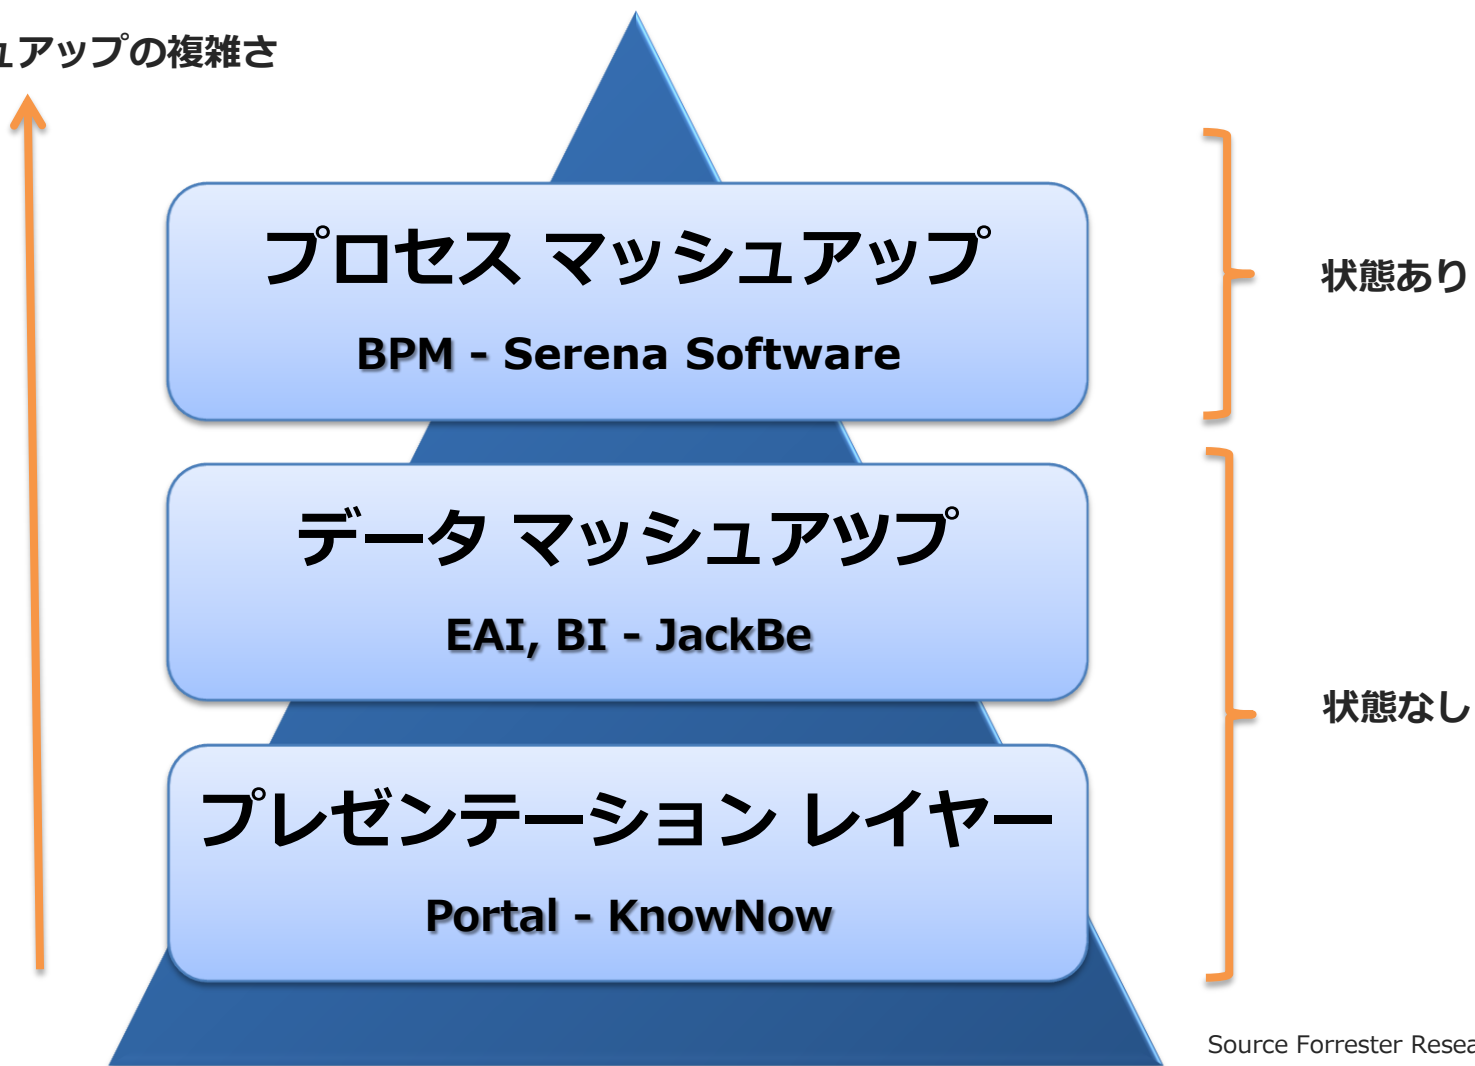 ュアップの複雑さ
プロセス マッシュアップ
BPM - Serena Software
状態あり
データ マッシュアツプ
EAI, BI - JackBe
状態なし
プレゼンテーション レイヤー
Portal - KnowNow
Source Forrester